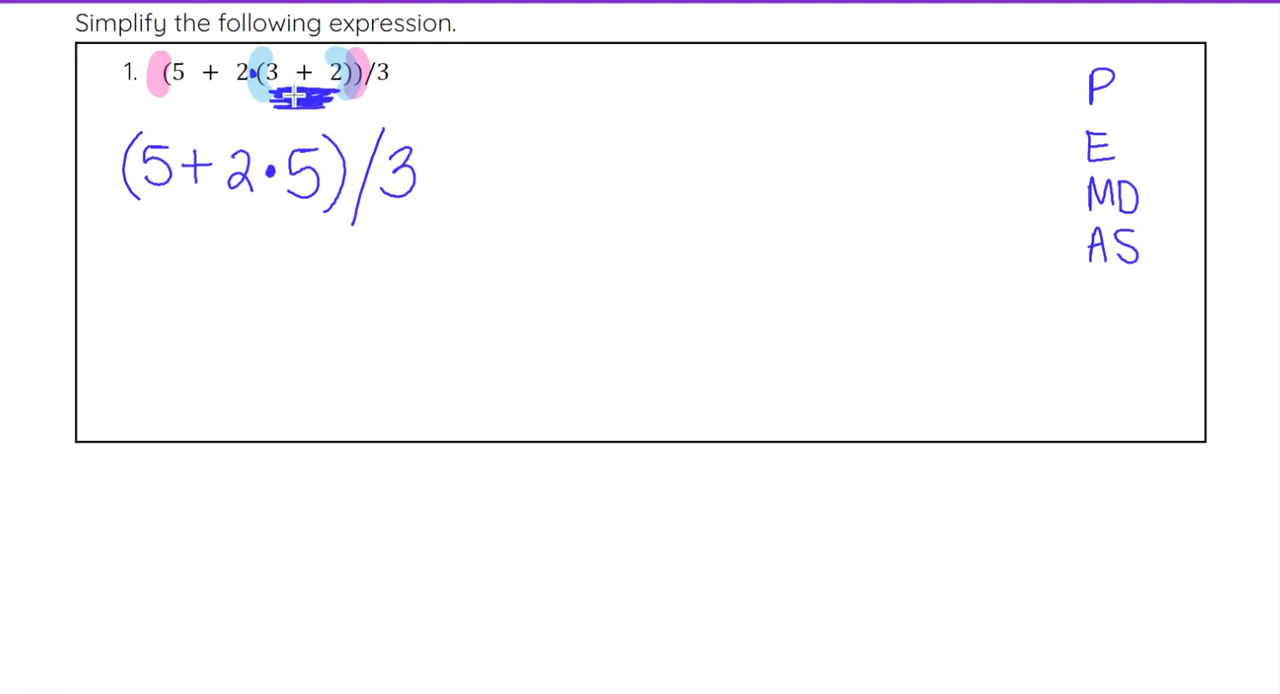 Simplify the following expression.
1. (5 + 2•(3 + 2))/3
(5+2•5)/3
P
E
MD
AS